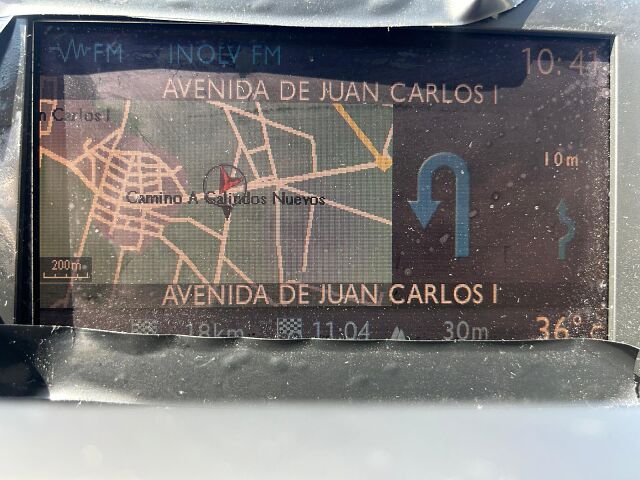 FM INOLV FM 10:41
AVENIDA DE JUAN CARLOS I
n Carlos I
10m
Camino A Galindos Nuevos
200m
AVENIDA DE JUAN CARLOS I
18km 11:04 30m 36°c